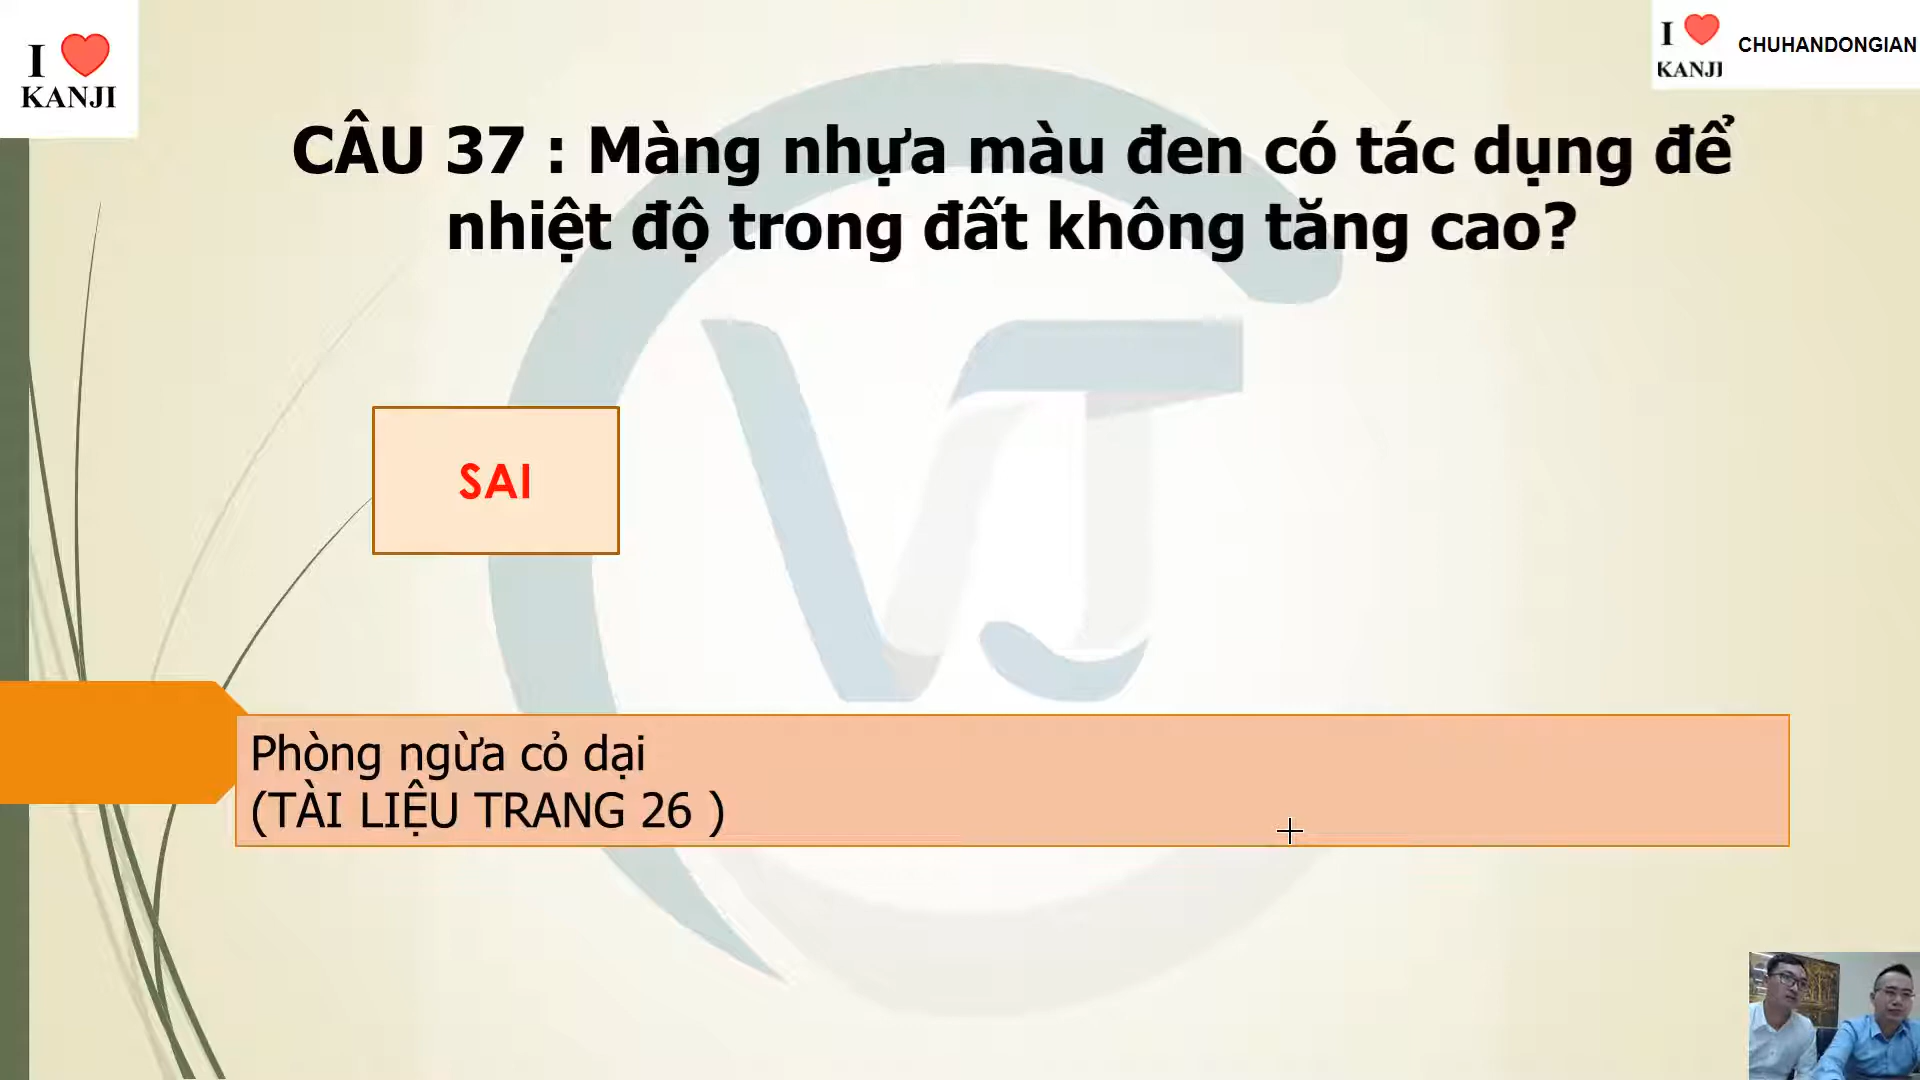 I ❤ KANJI
I ❤ KANJI CHUHANDONGIAN
CÂU 37 : Màng nhựa màu đen có tác dụng để
nhiệt độ trong đất không tăng cao?
VJT
SAI
Phòng ngừa cỏ dại
(TÀI LIỆU TRANG 26 )